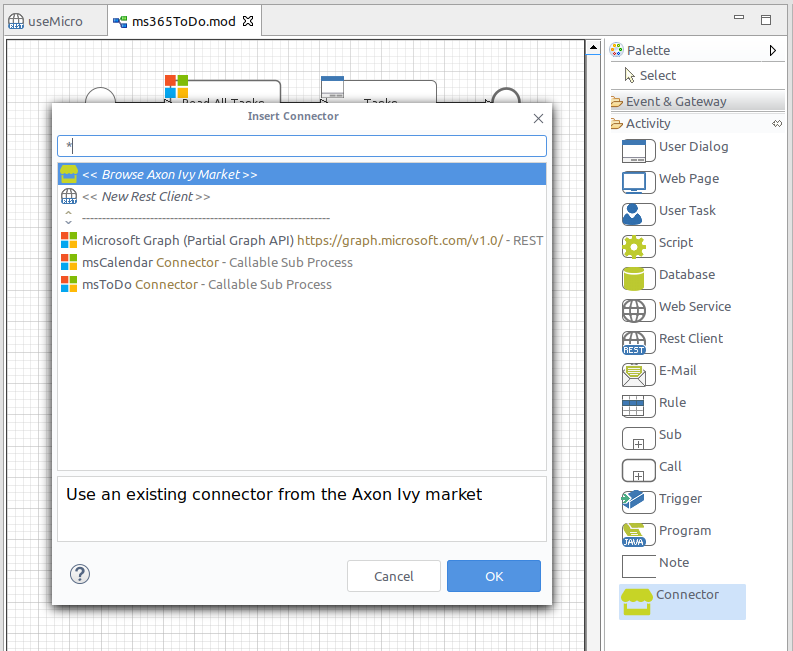 useMicro
ms365ToDo.mod
Read All Tasks
Tasks
Insert Connector
*
<< Browse Axon Ivy Market >>
<< New Rest Client >>
--------------------------------------------------------------
Microsoft Graph (Partial Graph API) https://graph.microsoft.com/v1.0/ - REST
msCalendar Connector - Callable Sub Process
msToDo Connector - Callable Sub Process
Use an existing connector from the Axon Ivy market
?
Cancel
OK
Palette
Select
Event & Gateway
Activity
User Dialog
Web Page
User Task
Script
Database
Web Service
REST
Rest Client
E-Mail
Rule
Sub
Call
Trigger
JAVA
Program
Note
Connector